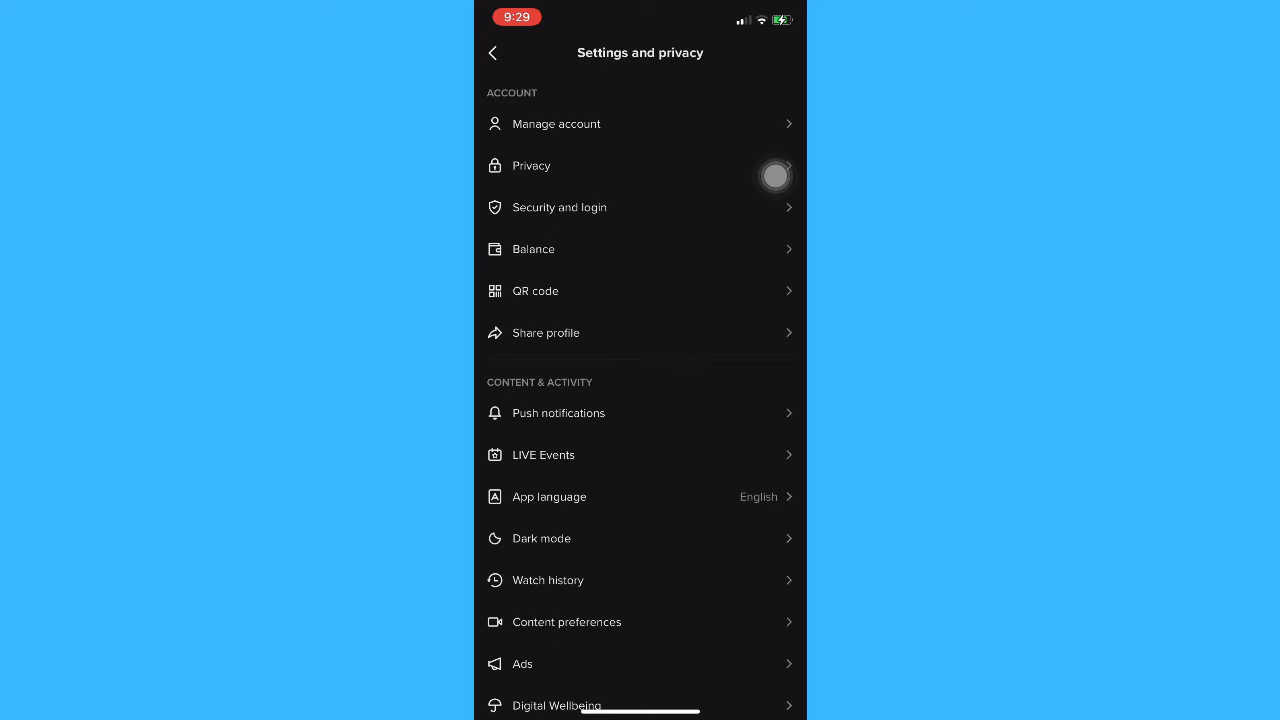 9:29
Settings and privacy
ACCOUNT
Manage account
Privacy
Security and login
Balance
QR code
Share profile
CONTENT & ACTIVITY
Push notifications
LIVE Events
App language English
Dark mode
Watch history
Content preferences
Ads
Digital Wellbeing